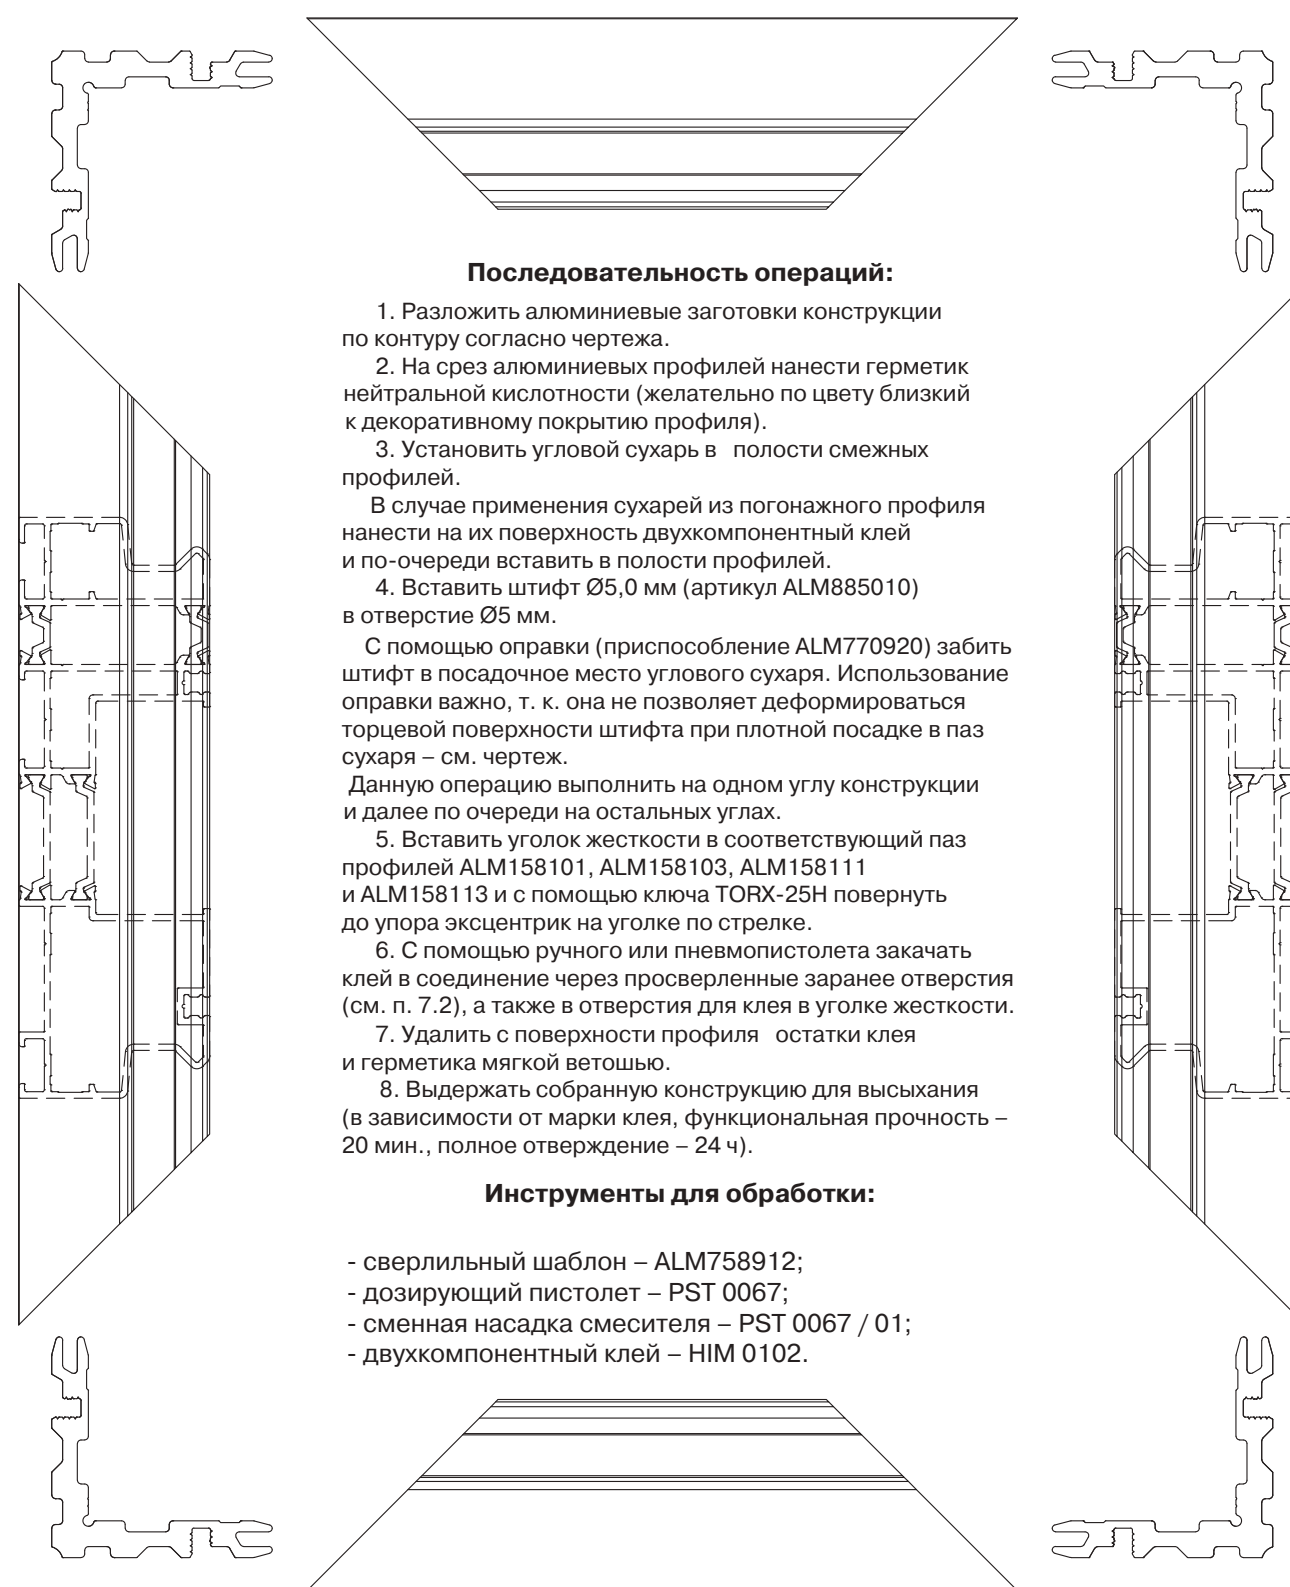 Последовательность операций:
1. Разложить алюминиевые заготовки конструкции
по контуру согласно чертежа.
2. На срез алюминиевых профилей нанести герметик
нейтральной кислотности (желательно по цвету близкий
к декоративному покрытию профиля).
3. Установить угловой сухарь в полости смежных
профилей.
В случае применения сухарей из погонажного профиля
нанести на их поверхность двухкомпонентный клей
и по-очереди вставить в полости профилей.
4. Вставить штифт Ø5,0 мм (артикул ALM885010)
в отверстие Ø5 мм.
С помощью оправки (приспособление ALM770920) забить
штифт в посадочное место углового сухаря. Использование
оправки важно, т. к. она не позволяет деформироваться
торцевой поверхности штифта при плотной посадке в паз
сухаря – см. чертеж.
Данную операцию выполнить на одном углу конструкции
и далее по очереди на остальных углах.
5. Вставить уголок жесткости в соответствующий паз
профилей ALM158101, ALM158103, ALM158111
и ALM158113 и с помощью ключа TORX-25H повернуть
до упора эксцентрик на уголке по стрелке.
6. С помощью ручного или пневмопистолета закачать
клей в соединение через просверленные заранее отверстия
(см. п. 7.2), а также в отверстия для клея в уголке жесткости.
7. Удалить с поверхности профиля остатки клея
и герметика мягкой ветошью.
8. Выдержать собранную конструкцию для высыхания
(в зависимости от марки клея, функциональная прочность –
20 мин., полное отверждение – 24 ч).
Инструменты для обработки:
- сверлильный шаблон – ALM758912;
- дозирующий пистолет – PST 0067;
- сменная насадка смесителя – PST 0067 / 01;
- двухкомпонентный клей – HIM 0102.